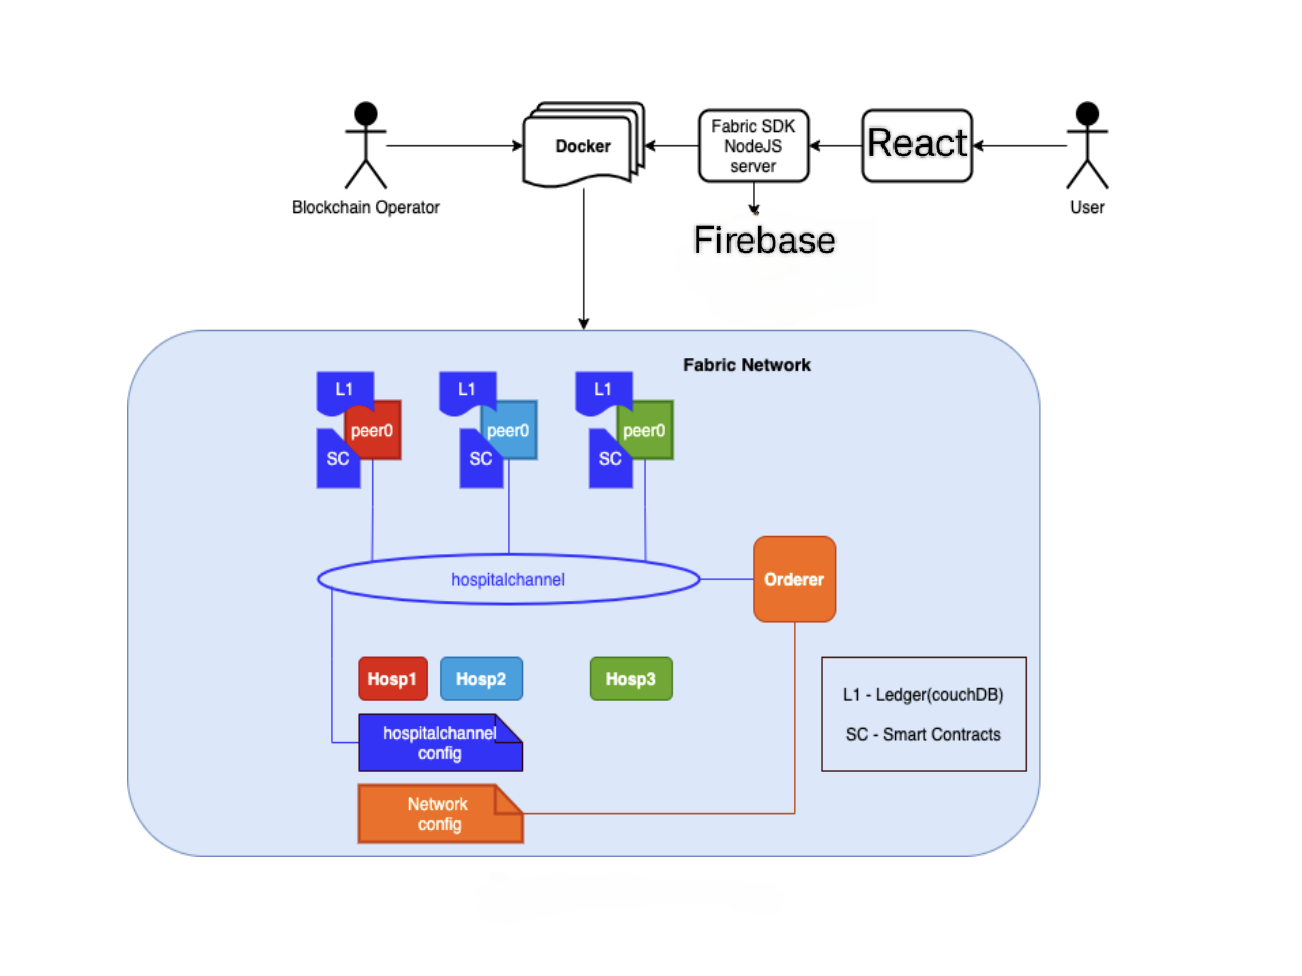 Docker
Fabric SDK
NodeJS
server
React
Blockchain Operator
User
Firebase
Fabric Network
L1
peer0
SC
L1
peer0
SC
L1
peer0
SC
hospitalchannel
Orderer
Hosp1
Hosp2
Hosp3
L1 - Ledger(couchDB)
SC - Smart Contracts
hospitalchannel
config
Network
config